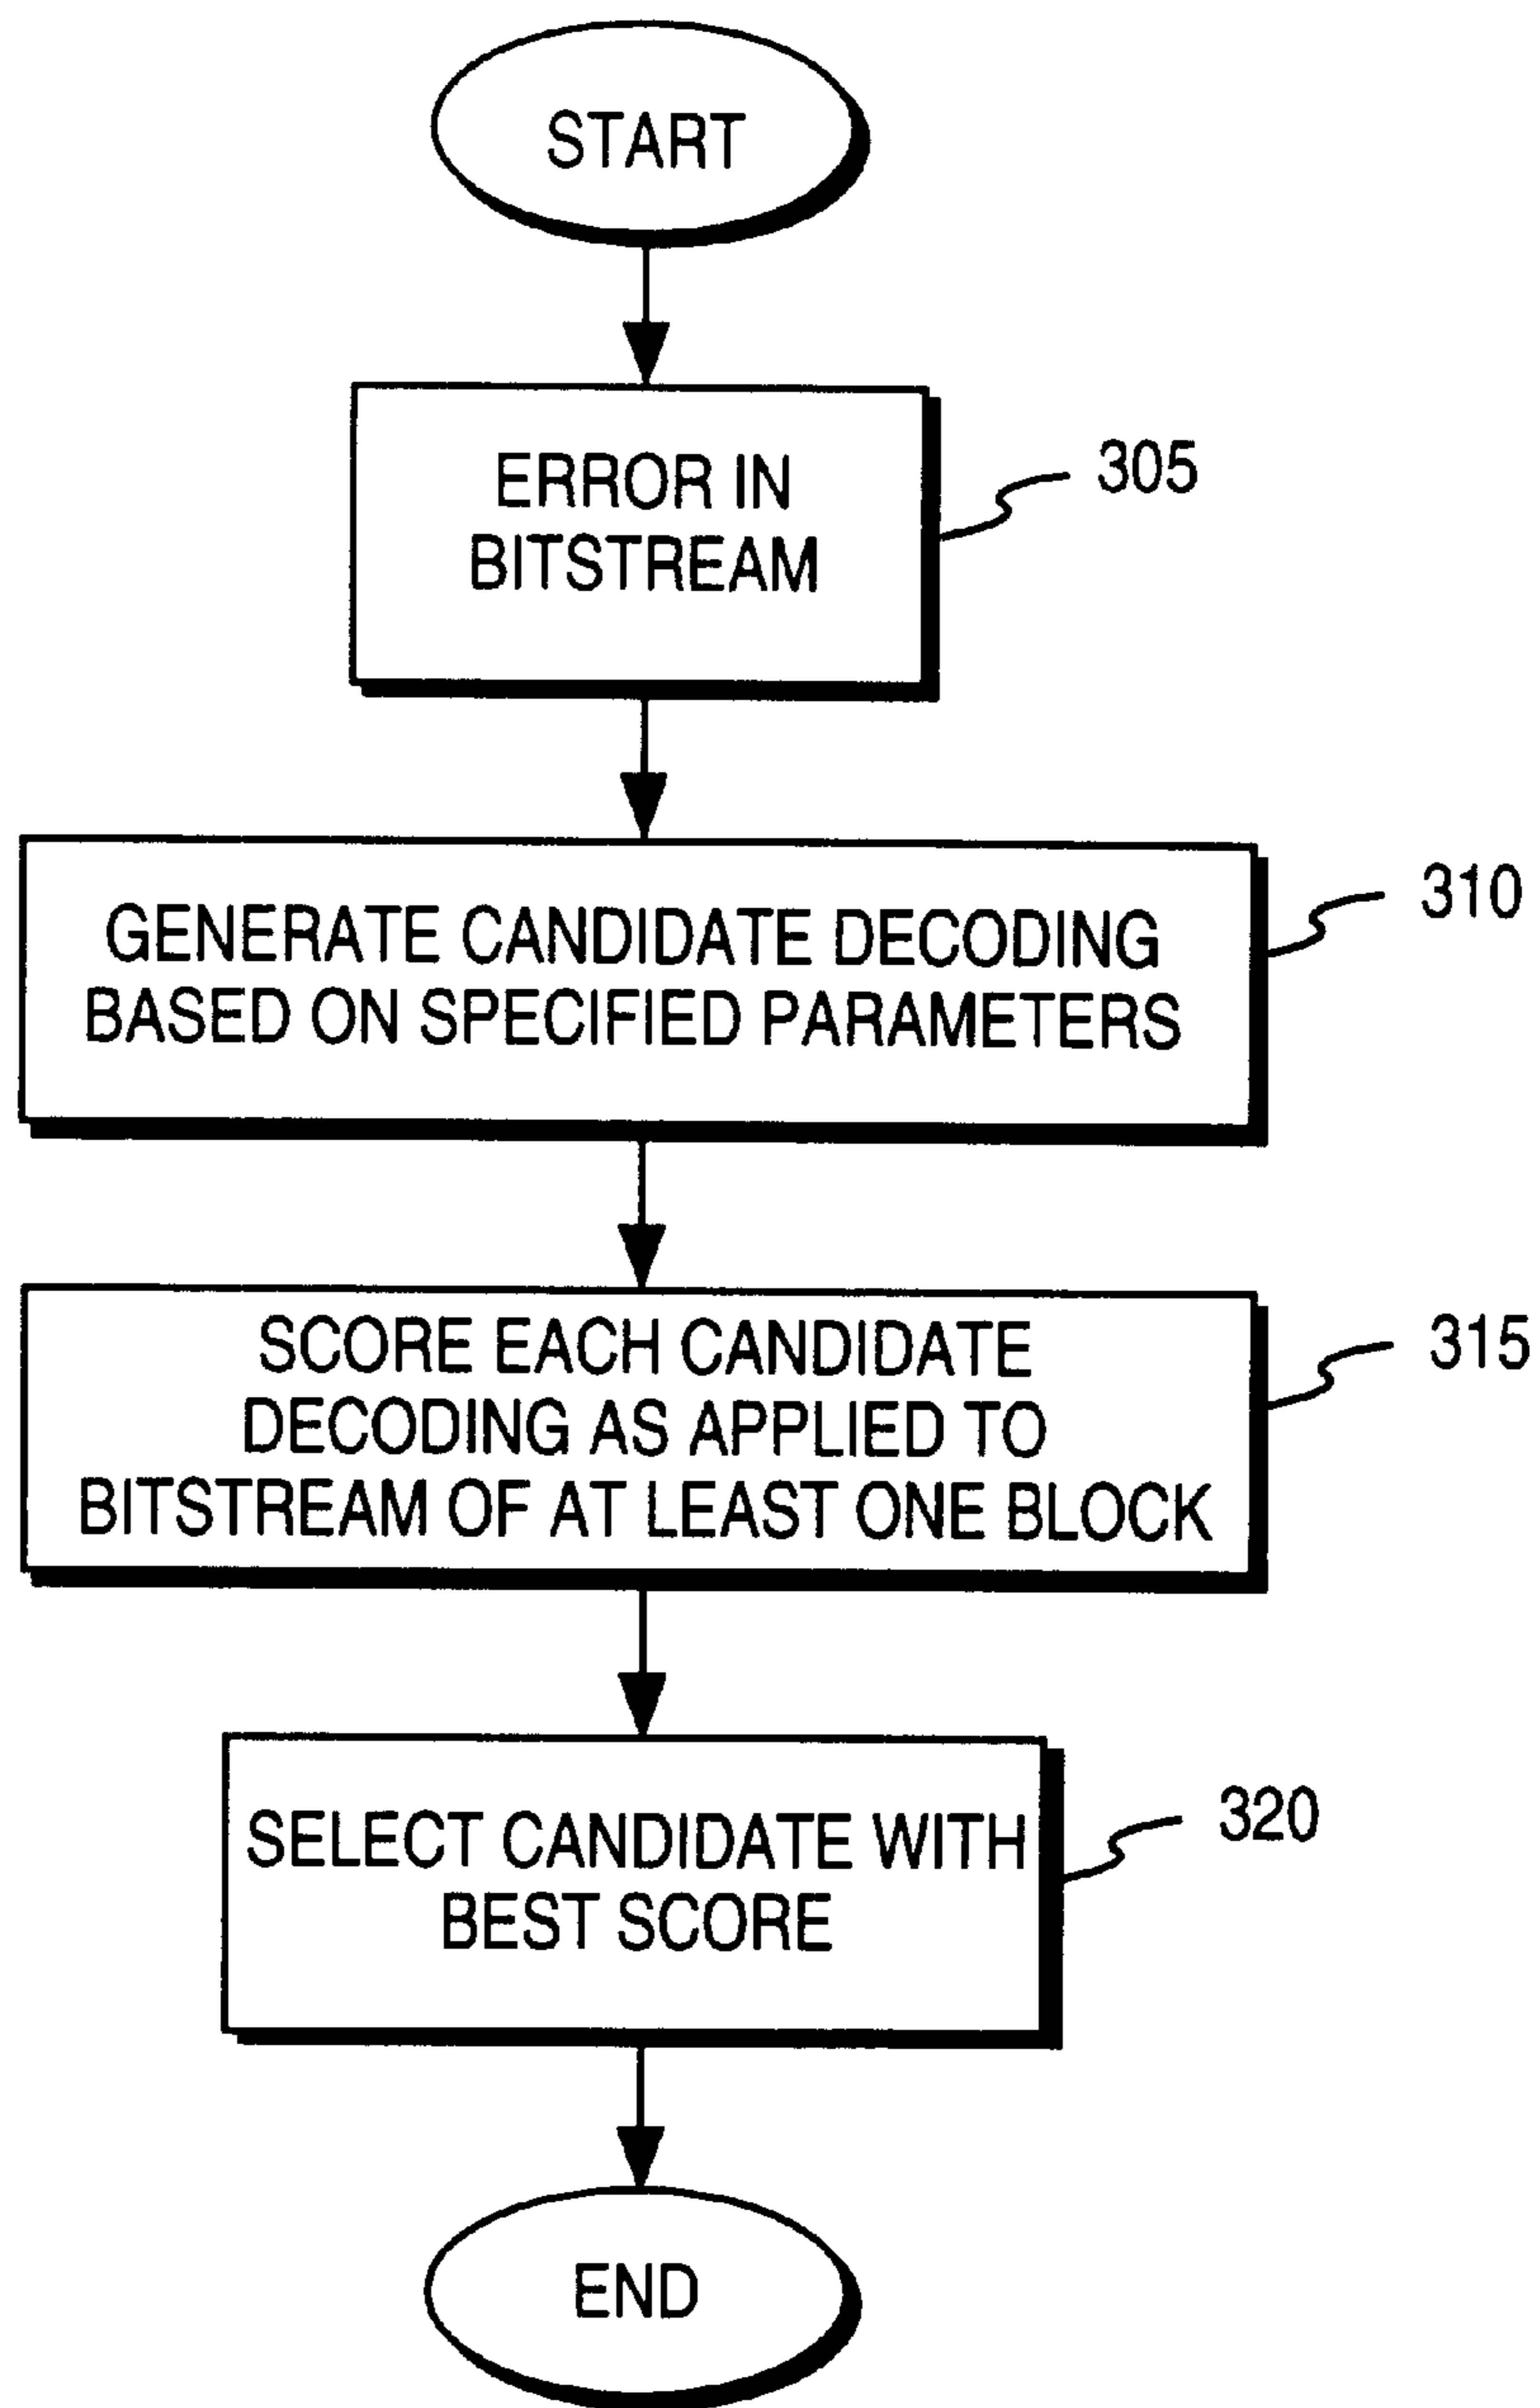 START
ERROR IN
BITSTREAM
305
GENERATE CANDIDATE DECODING
BASED ON SPECIFIED PARAMETERS
310
SCORE EACH CANDIDATE
DECODING AS APPLIED TO
BITSTREAM OF AT LEAST ONE BLOCK
315
SELECT CANDIDATE WITH
BEST SCORE
320
END